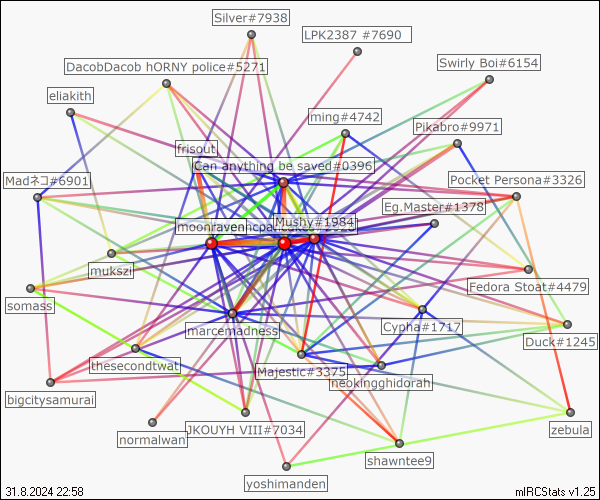 Silver#7938
LPK2387 #7690
DacobDacob hORNY police#5271
Swirly Boi#6154
eliakith
ming#4742
Pikabro#9971
frisout
Can anything be saved#0396
Madネコ#6901
Pocket Persona#3326
Eg.Master#1378
moonraven
Mushy#1984
mukszi
Fedora Stoat#4479
somass
marcemadness
Cypha#1717
Duck#1245
thesecondtwat
Majestic#3375
neokingghidorah
bigcitysamurai
JKOUYH VIII#7034
normalwan
zebula
shawntee9
yoshimanden
31.8.2024 22:58
mIRCStats v1.25